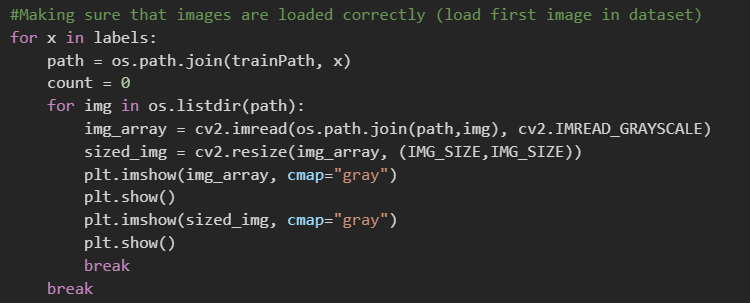 #Making sure that images are loaded correctly (load first image in dataset)
for x in labels:
    path = os.path.join(trainPath, x)
    count = 0
    for img in os.listdir(path):
        img_array = cv2.imread(os.path.join(path,img), cv2.IMREAD_GRAYSCALE)
        sized_img = cv2.resize(img_array, (IMG_SIZE,IMG_SIZE))
        plt.imshow(img_array, cmap="gray")
        plt.show()
        plt.imshow(sized_img, cmap="gray")
        plt.show()
        break
    break